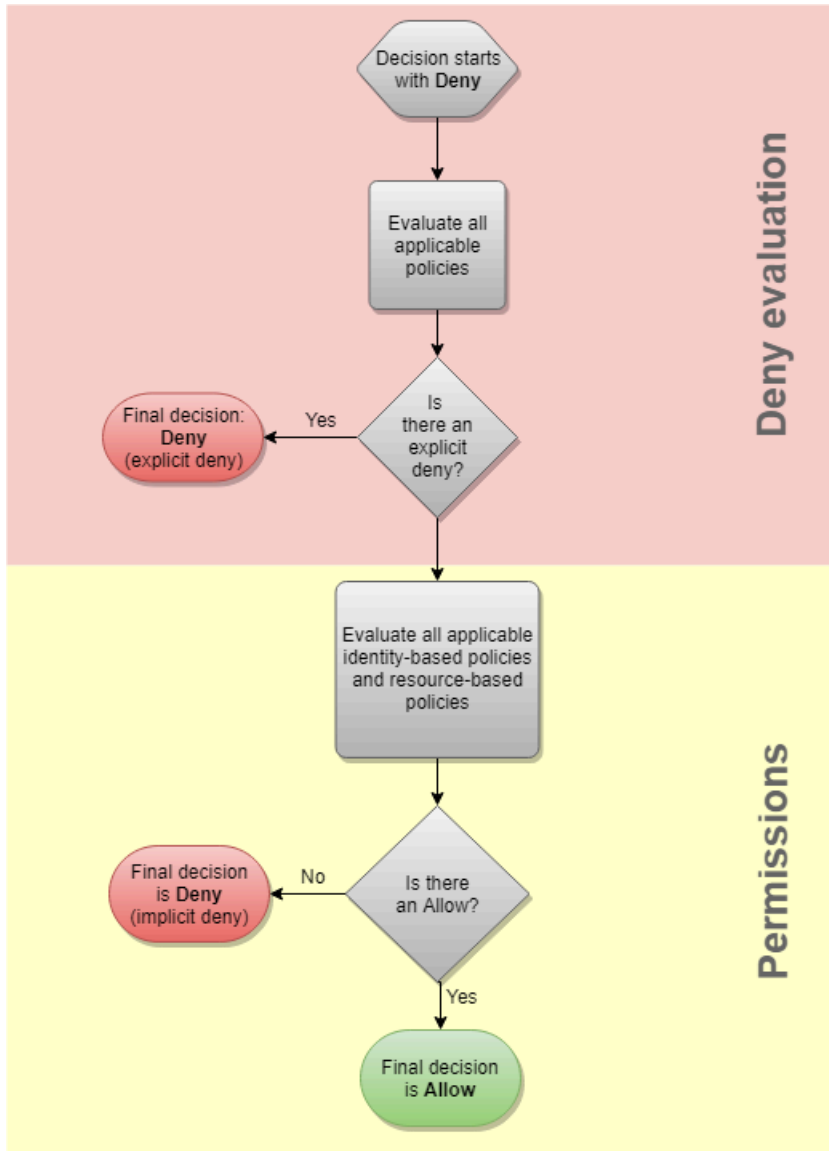 Decision starts
with Deny
Evaluate all
applicable
policies
Deny evaluation
Is
there an
explicit
deny?
Yes
Final decision:
Deny
(explicit deny)
Evaluate all applicable
identity-based policies
and resource-based
policies
Permissions
Is there
an Allow?
No
Final decision
is Deny
(implicit deny)
Yes
Final decision
is Allow